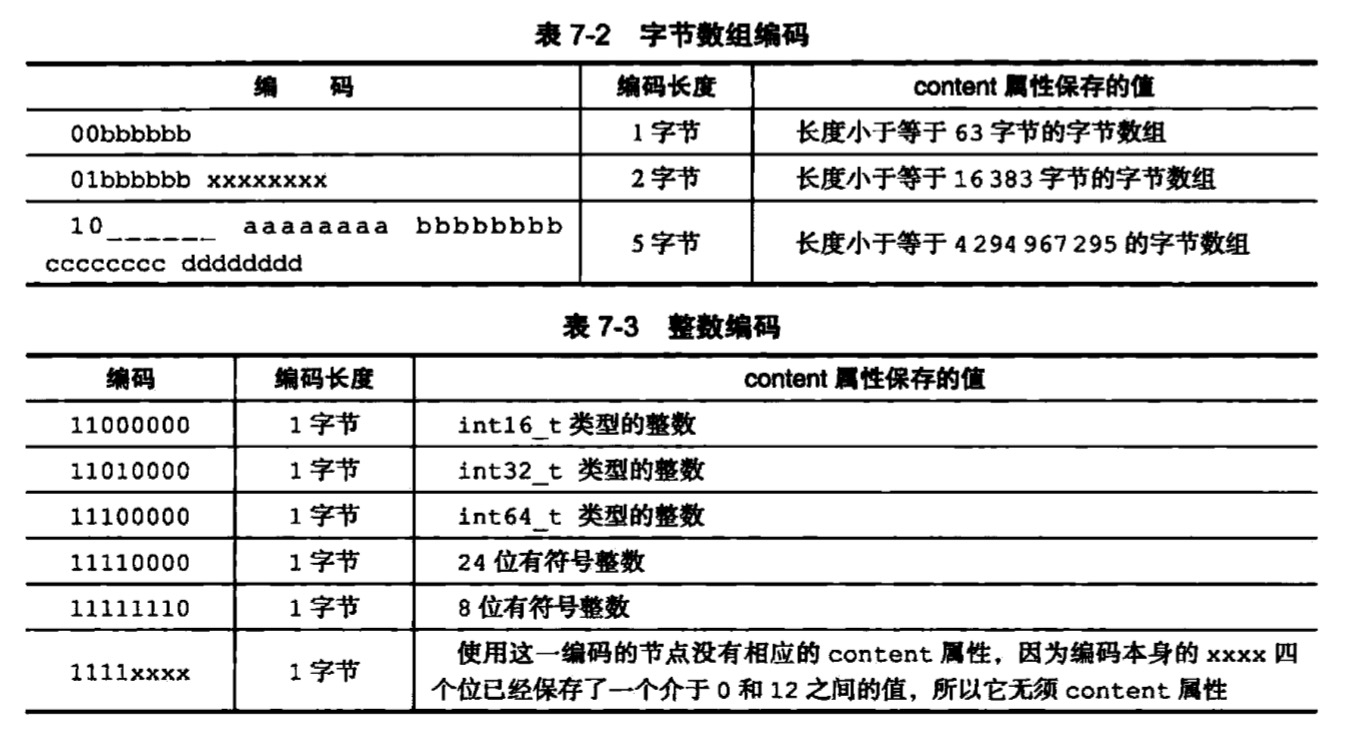 表 7-2 字节数组编码
编 码 编码长度 content 属性保存的值
00bbbbbb 1 字节 长度小于等于 63 字节的字节数组
01bbbbbb xxxxxxxx 2 字节 长度小于等于 16 383 字节的字节数组
10______ aaaaaaaa bbbbbbbb
cccccccc dddddddd 5 字节 长度小于等于 4 294 967 295 的字节数组
表 7-3 整数编码
编码 编码长度 content 属性保存的值
11000000 1 字节 int16_t 类型的整数
11010000 1 字节 int32_t 类型的整数
11100000 1 字节 int64_t 类型的整数
11110000 1 字节 24 位有符号整数
11111110 1 字节 8 位有符号整数
1111xxxx 1 字节 使用这一编码的节点没有相应的 content 属性，因为编码本身的 xxxx 四
个位已经保存了一个介于 0 和 12 之间的值，所以它无须 content 属性